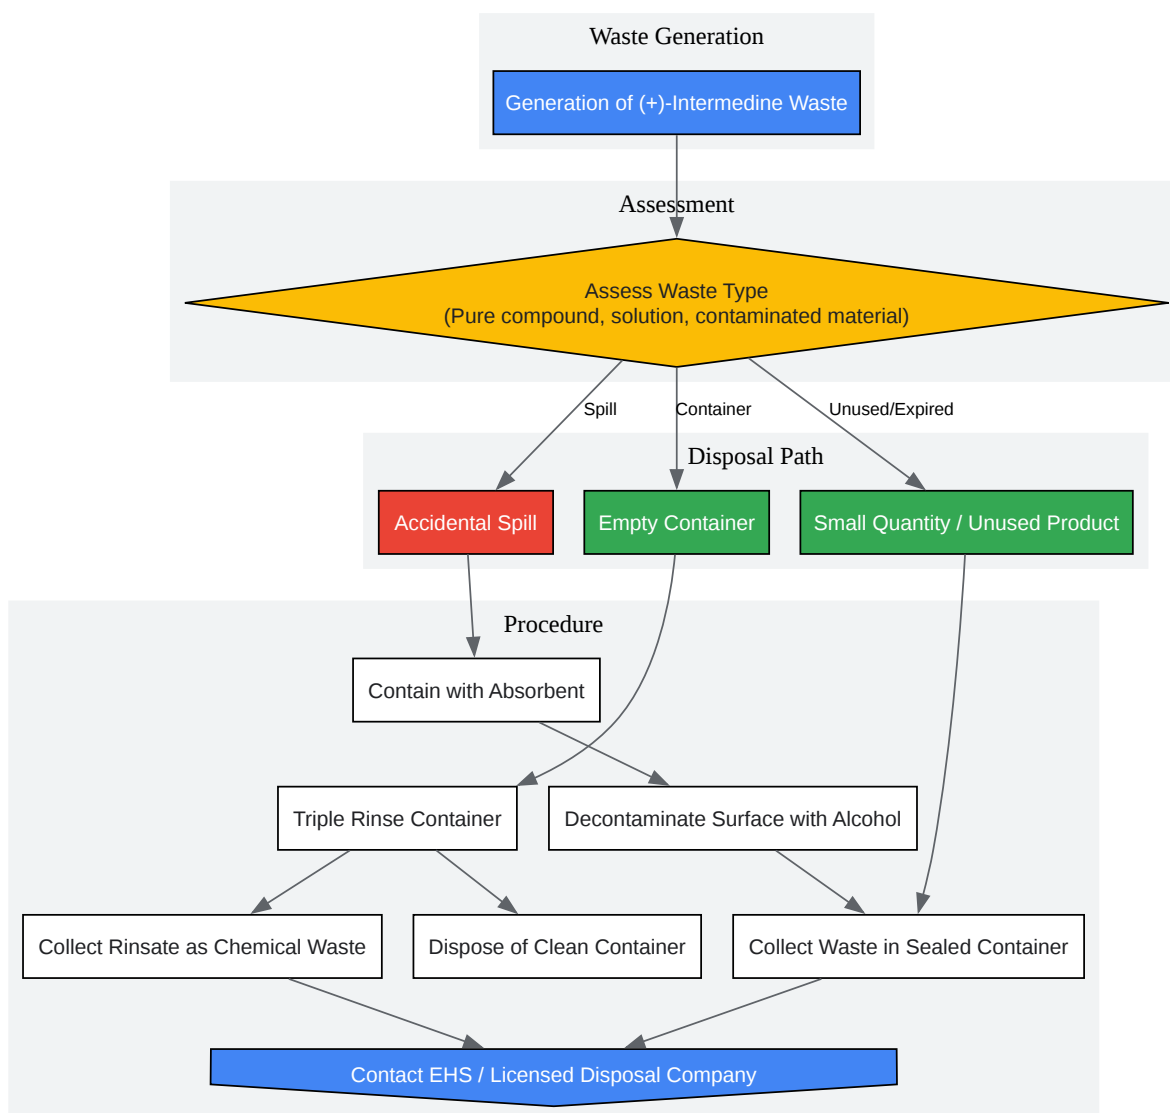 Waste Generation
Generation of (+)-Intermedine Waste
Assessment
Assess Waste Type
(Pure compound, solution, contaminated material)
Spill
Container
Unused/Expired
Disposal Path
Accidental Spill
Empty Container
Small Quantity / Unused Product
Procedure
Contain with Absorbent
Triple Rinse Container
Decontaminate Surface with Alcohol
Collect Rinsate as Chemical Waste
Dispose of Clean Container
Collect Waste in Sealed Container
Contact EHS / Licensed Disposal Company